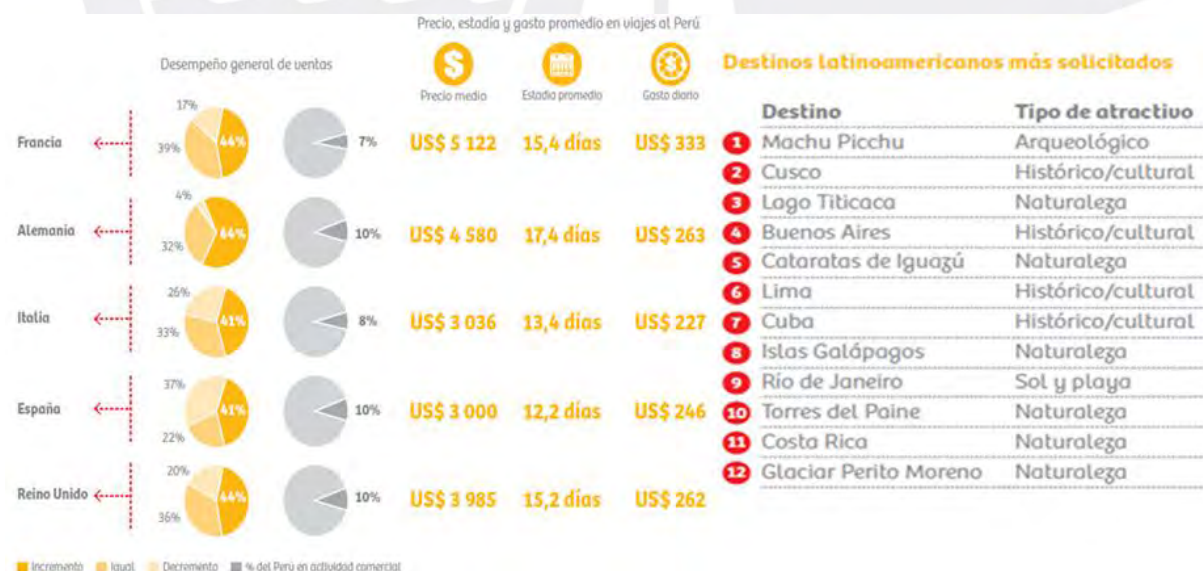 Precio, estadía y gasto promedio en viajes al Perú
Desempeño general de ventas
Precio medio
Estadía promedio
Gasto diario
17%
Francia
39%
44%
7%
US$ 5 122
15,4 días
US$ 333
4%
Alemania
32%
64%
10%
US$ 4 580
17,4 días
US$ 263
26%
Italia
33%
41%
8%
US$ 3 036
13,4 días
US$ 227
37%
España
22%
41%
10%
US$ 3 000
12,2 días
US$ 246
20%
Reino Unido
36%
44%
10%
US$ 3 985
15,2 días
US$ 262
Incremento Igual Decremento % del Perú en actividad comercial
Destinos latinoamericanos más solicitados
Destino Tipo de atractivo
1 Machu Picchu Arqueológico
2 Cusco Histórico/cultural
3 Lago Titicaca Naturaleza
4 Buenos Aires Histórico/cultural
5 Cataratas de Iguazú Naturaleza
6 Lima Histórico/cultural
7 Cuba Histórico/cultural
8 Islas Galápagos Naturaleza
9 Río de Janeiro Sol y playa
10 Torres del Paine Naturaleza
11 Costa Rica Naturaleza
12 Glaciar Perito Moreno Naturaleza